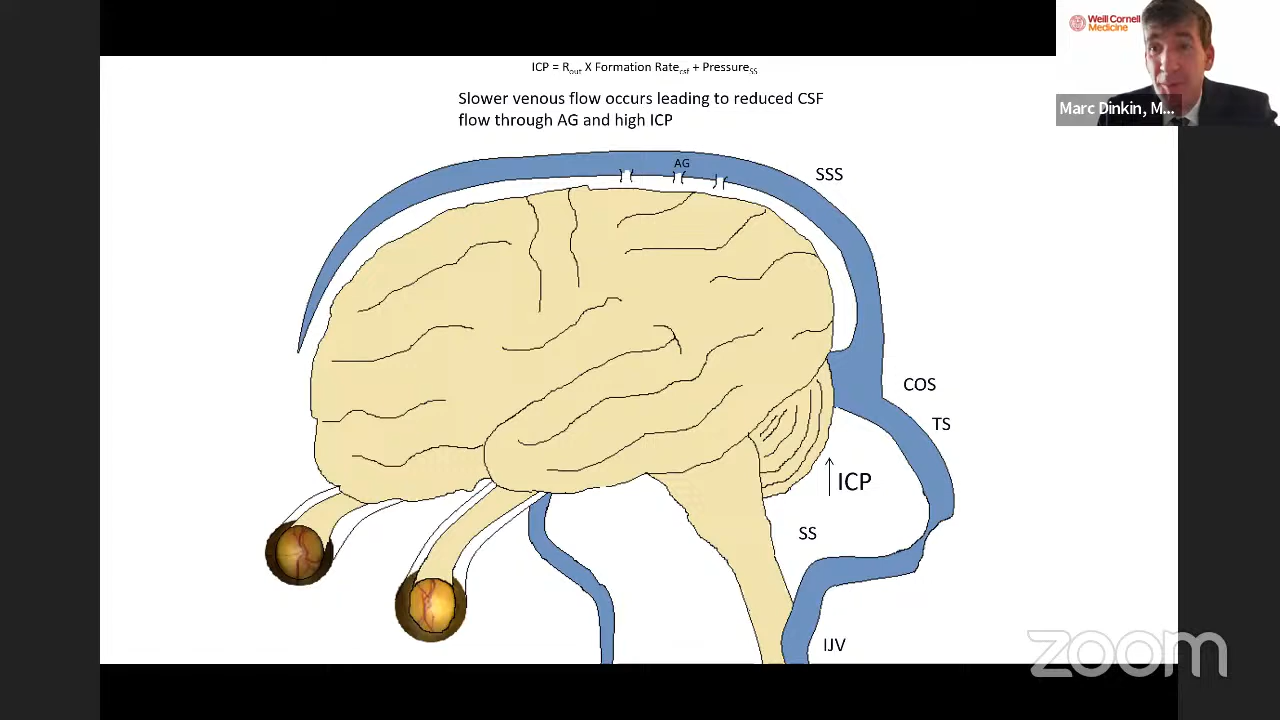 ICP = Rout X Formation Ratecsf + Pressuress
Slower venous flow occurs leading to reduced CSF
flow through AG and high ICP
AG
SSS
COS
TS
ICP
SS
IJV
Weill Cornell
Medicine
Marc Dinkin, M...
zoom